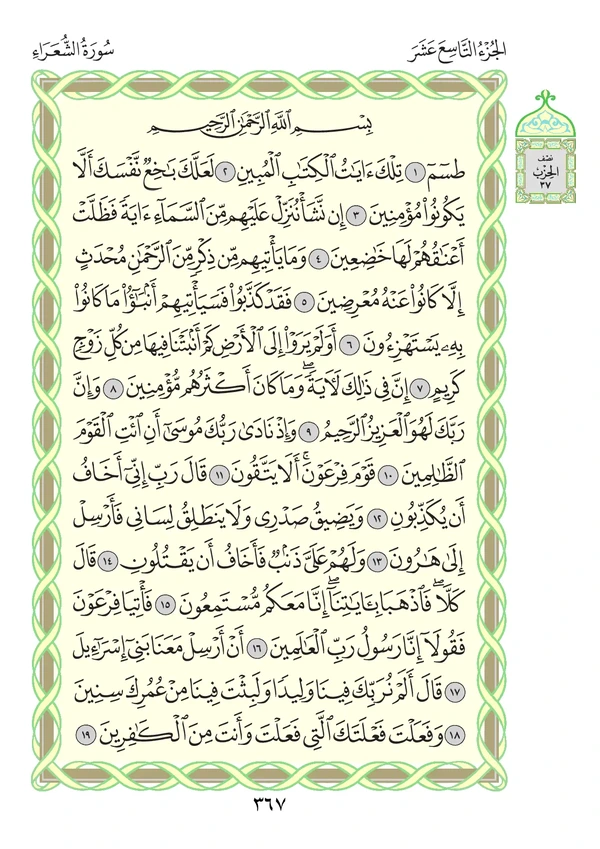 الجُزْءُ التَّاسِعَ عَشَرَ
سُورَةُ الشُّعَرَاءِ
بِسْمِ ٱللَّهِ ٱلرَّحْمَٰنِ ٱلرَّحِيمِ
طسٓمٓ ١ تِلْكَ ءَايَٰتُ ٱلْكِتَٰبِ ٱلْمُبِينِ ٢ لَعَلَّكَ بَٰخِعٌ نَّفْسَكَ أَلَّا
يَكُونُوا۟ مُؤْمِنِينَ ٣ إِن نَّشَأْ نُنَزِّلْ عَلَيْهِم مِّنَ ٱلسَّمَآءِ ءَايَةً فَظَلَّتْ
أَعْنَٰقُهُمْ لَهَا خَٰضِعِينَ ٤ وَمَا يَأْتِيهِم مِّن ذِكْرٍ مِّنَ ٱلرَّحْمَٰنِ مُحْدَثٍ
إِلَّا كَانُوا۟ عَنْهُ مُعْرِضِينَ ٥ فَقَدْ كَذَّبُوا۟ فَسَيَأْتِيهِمْ أَنۢبَٰٓؤُا۟ مَا كَانُوا۟
بِهِۦ يَسْتَهْزِءُونَ ٦ أَوَلَمْ يَرَوْا۟ إِلَى ٱلْأَرْضِ كَمْ أَنۢبَتْنَا فِيهَا مِن كُلِّ زَوْجٍ
كَرِيمٍ ٧ إِنَّ فِى ذَٰلِكَ لَءَايَةً ۖ وَمَا كَانَ أَكْثَرُهُم مُّؤْمِنِينَ ٨ وَإِنَّ
رَبَّكَ لَهُوَ ٱلْعَزِيزُ ٱلرَّحِيمُ ٩ وَإِذْ نَادَىٰ رَبُّكَ مُوسَىٰٓ أَنِ ٱئْتِ ٱلْقَوْمَ
ٱلظَّٰلِمِينَ ١٠ قَوْمَ فِرْعَوْنَ ۚ أَلَا يَتَّقُونَ ١١ قَالَ رَبِّ إِنِّىٓ أَخَافُ
أَن يُكَذِّبُونِ ١٢ وَيَضِيقُ صَدْرِى وَلَا يَنطَلِقُ لِسَانِى فَأَرْسِلْ
إِلَىٰ هَٰرُونَ ١٣ وَلَهُمْ عَلَىَّ ذَنۢبٌ فَأَخَافُ أَن يَقْتُلُونِ ١٤ قَالَ
كَلَّا ۖ فَٱذْهَبَا بِـَٔايَٰتِنَآ ۖ إِنَّا مَعَكُم مُّسْتَمِعُونَ ١٥ فَأْتِيَا فِرْعَوْنَ
فَقُولَآ إِنَّا رَسُولُ رَبِّ ٱلْعَٰلَمِينَ ١٦ أَنْ أَرْسِلْ مَعَنَا بَنِىٓ إِسْرَٰٓءِيلَ
١٧ قَالَ أَلَمْ نُرَبِّكَ فِينَا وَلِيدًا وَلَبِثْتَ فِينَا مِنْ عُمُرِكَ سِنِينَ
١٨ وَفَعَلْتَ فَعْلَتَكَ ٱلَّتِى فَعَلْتَ وَأَنتَ مِنَ ٱلْكَٰفِرِينَ ١٩
نصف
الحزب
٣٧
٣٦٧